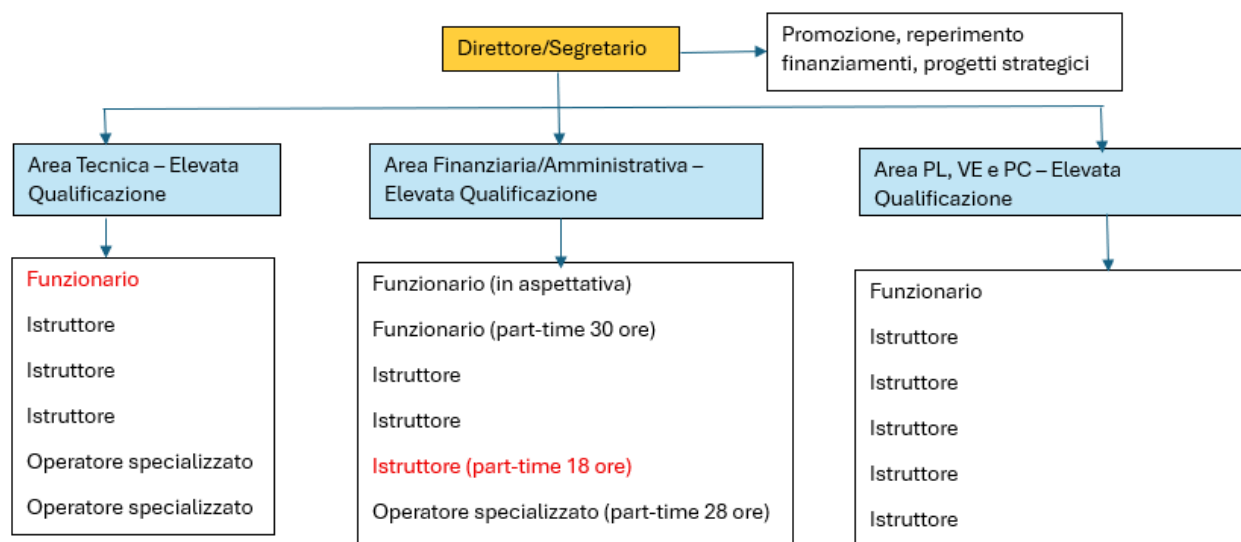 Direttore/Segretario
Promozione, reperimento
finanziamenti, progetti strategici
Area Tecnica – Elevata
Qualificazione
Area Finanziaria/Amministrativa –
Elevata Qualificazione
Area PL, VE e PC – Elevata
Qualificazione
Funzionario
Istruttore
Istruttore
Istruttore
Operatore specializzato
Operatore specializzato
Funzionario (in aspettativa)
Funzionario (part-time 30 ore)
Istruttore
Istruttore
Istruttore (part-time 18 ore)
Operatore specializzato (part-time 28 ore)
Funzionario
Istruttore
Istruttore
Istruttore
Istruttore
Istruttore